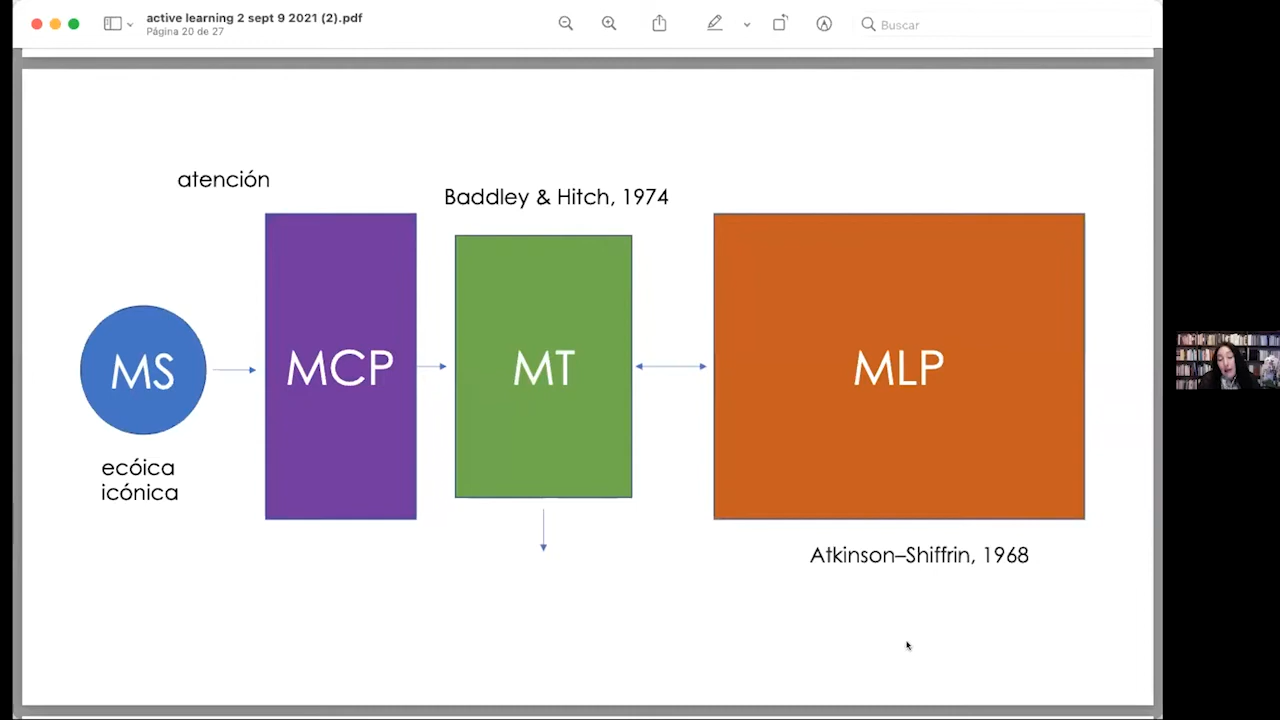 active learning 2 sept 9 2021 (2).pdf
Página 20 de 27
Buscar
atención
Baddley & Hitch, 1974
MS
MCP
MT
MLP
ecóica
icónica
Atkinson–Shiffrin, 1968